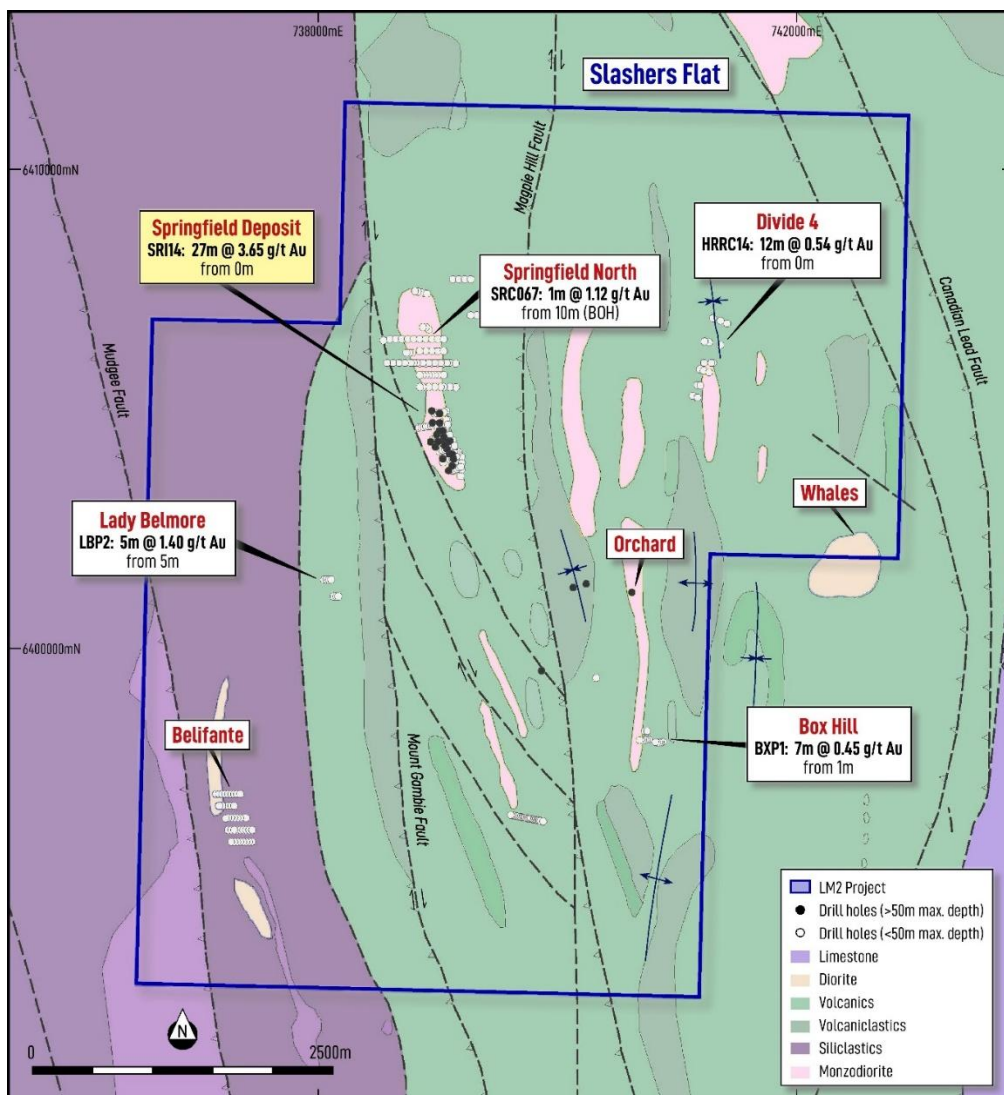 738000mE
742000mE
Slashers Flat
6410000mN
Magpie Hill Fault
Springfield Deposit
SRI14: 27m @ 3.65 g/t Au
from 0m
Springfield North
SRC067: 1m @ 1.12 g/t Au
from 10m (BOH)
Divide 4
HRRC14: 12m @ 0.54 g/t Au
from 0m
Canadian Lead Fault
Mudgee Fault
Lady Belmore
LBP2: 5m @ 1.40 g/t Au
from 5m
Whales
Orchard
6400000mN
Belifante
Box Hill
BXP1: 7m @ 0.45 g/t Au
from 1m
Mount Gambie Fault
LM2 Project
Drill holes (>50m max. depth)
Drill holes (<50m max. depth)
Limestone
Diorite
Volcanics
Volcaniclastics
Siliclastics
Monzodiorite
N
0
2500m